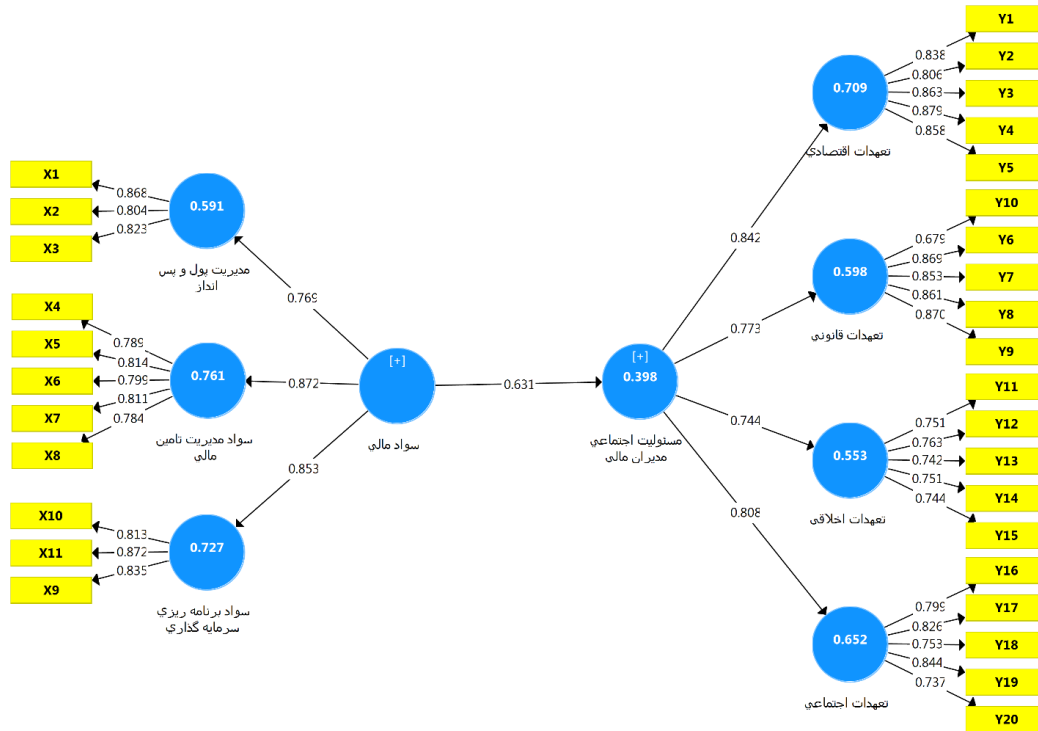 X1
X2
X3
0.868
0.804
0.823
0.591
مديريت پول و پس
انداز
X4
X5
X6
X7
X8
0.789
0.814
0.799
0.811
0.784
0.761
سواد مديريت تامين
مالي
X10
X11
X9
0.813
0.872
0.835
0.727
سواد برنامه ريزي
سرمايه گذاري
0.769
0.872
0.853
[+]
سواد مالي
0.631
[+]
0.398
مسئوليت اجتماعي
مديران مالي
0.842
0.773
0.744
0.808
0.709
تعهدات اقتصادي
0.838
0.806
0.863
0.879
0.858
Y1
Y2
Y3
Y4
Y5
0.598
تعهدات قانوني
0.679
0.869
0.853
0.861
0.870
Y10
Y6
Y7
Y8
Y9
0.553
تعهدات اخلاقي
0.751
0.763
0.742
0.751
0.744
Y11
Y12
Y13
Y14
Y15
0.652
تعهدات اجتماعي
0.799
0.826
0.753
0.844
0.737
Y16
Y17
Y18
Y19
Y20